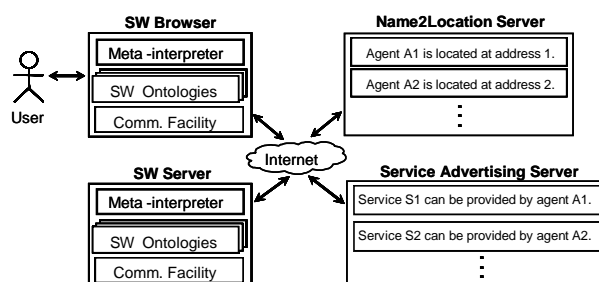 SW Browser
Meta -interpreter
SW Ontologies
Comm. Facility
User
Name2Location Server
Agent A1 is located at address 1.
Agent A2 is located at address 2.
Internet
SW Server
Meta -interpreter
SW Ontologies
Comm. Facility
Service Advertising Server
Service S1 can be provided by agent A1.
Service S2 can be provided by agent A2.